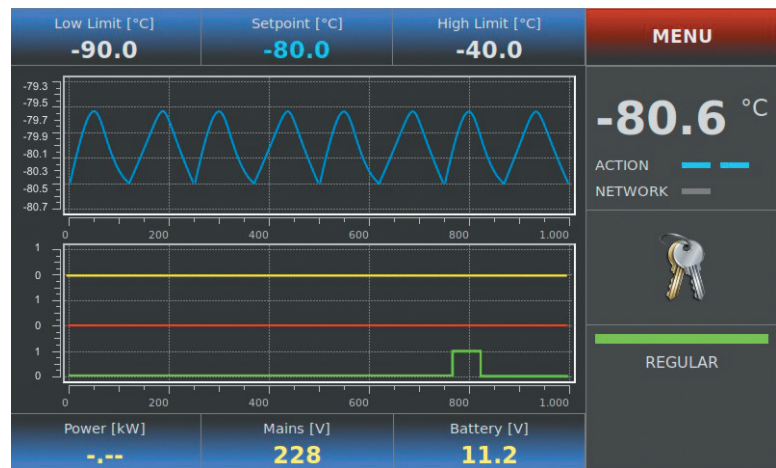 Low Limit [°C] Setpoint [°C] High Limit [°C] MENU
-90.0 -80.0 -40.0
-79.3
-79.5
-79.7
-79.9
-80.1
-80.3
-80.5
-80.7
0 200 400 600 800 1.000
-80.6 °C
ACTION
NETWORK
1
0
1
0
1
0
0 200 400 600 800 1.000
REGULAR
Power [kW] Mains [V] Battery [V]
-.-- 228 11.2